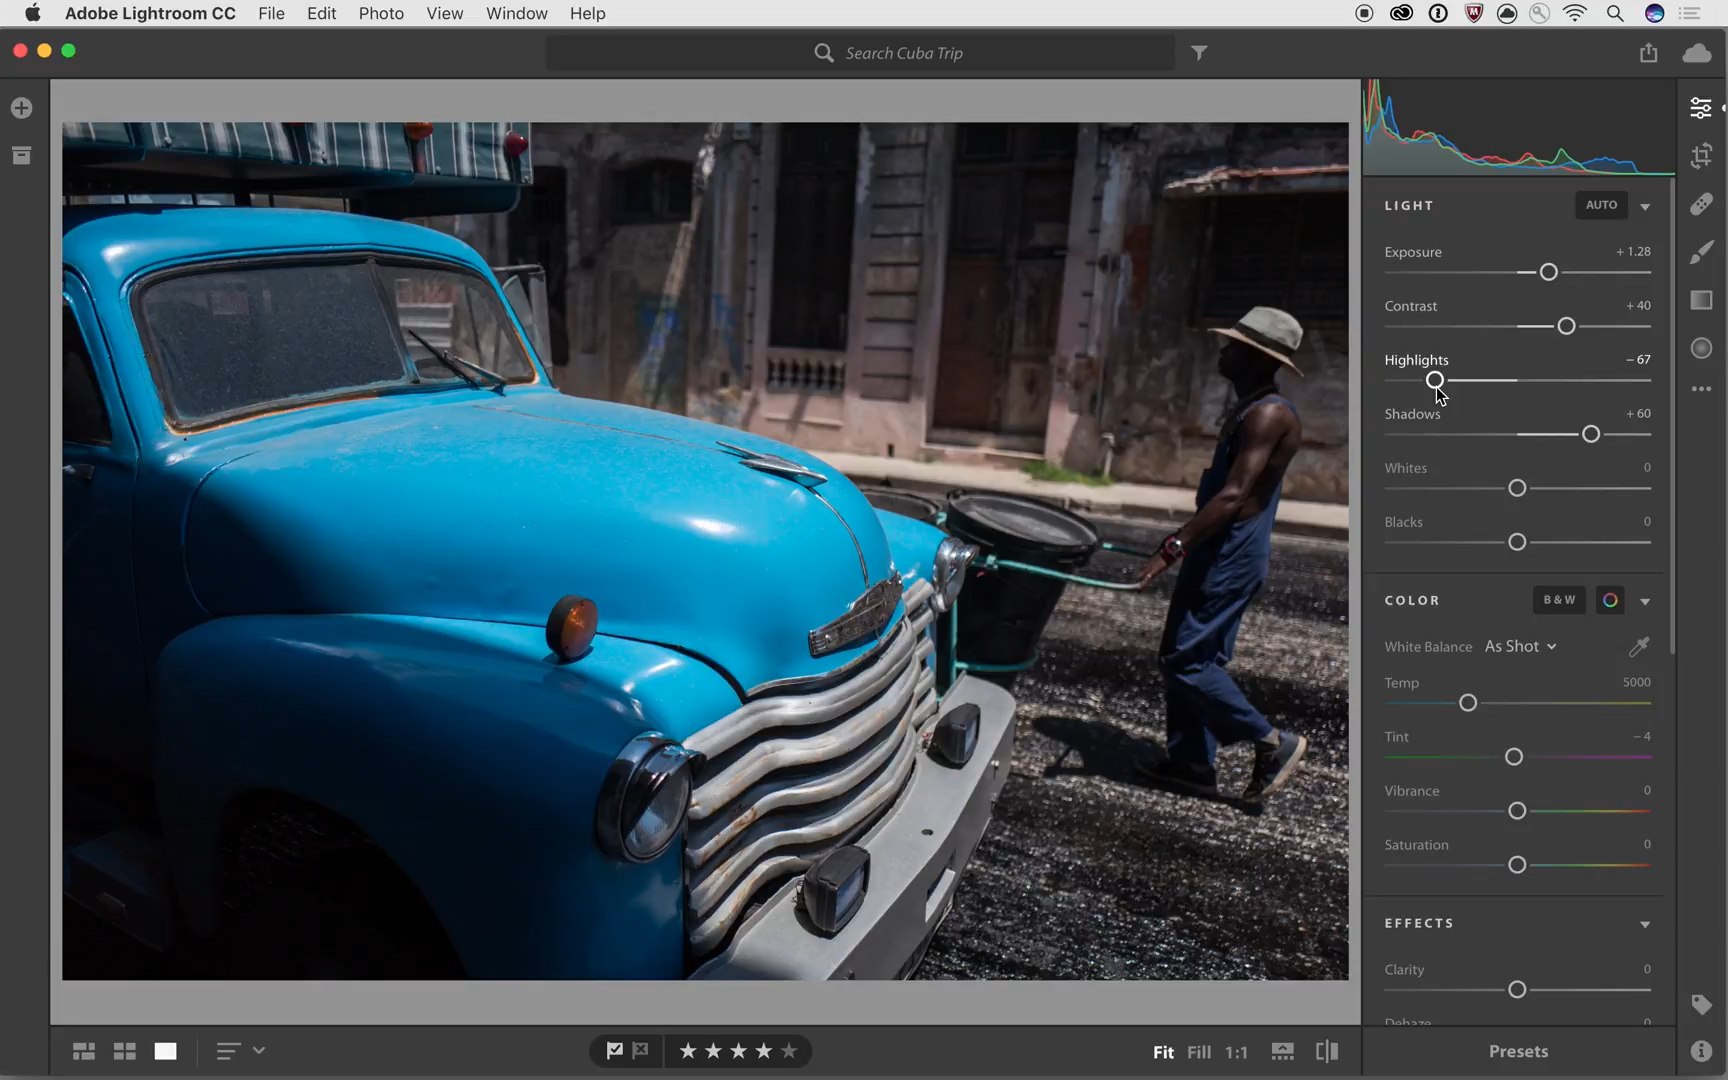 Adobe Lightroom CC File Edit Photo View Window Help
Search Cuba Trip
LIGHT AUTO
Exposure + 1.28
Contrast + 40
Highlights – 67
Shadows + 60
Whites 0
Blacks 0
COLOR B & W
White Balance As Shot
Temp 5000
Tint – 4
Vibrance 0
Saturation 0
EFFECTS
Clarity 0
Dehaze 0
Fit Fill 1:1
Presets